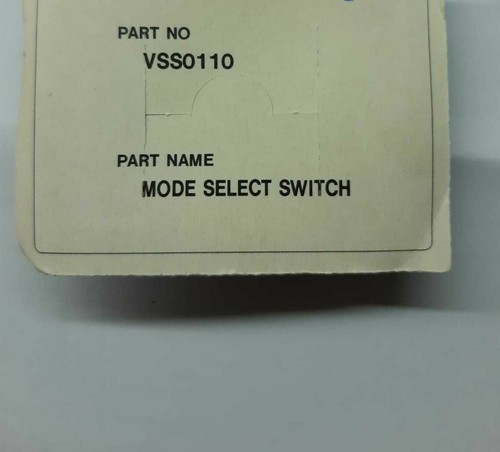 PART NO
VSS0110
PART NAME
MODE SELECT SWITCH